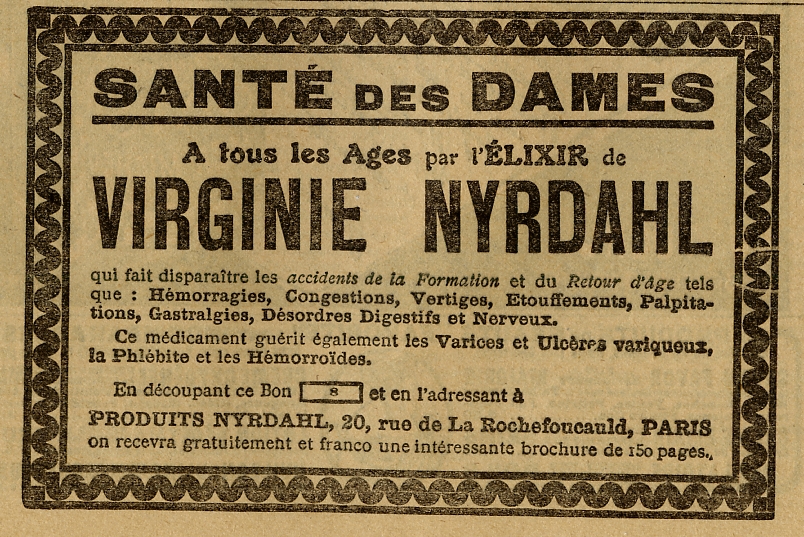 SANTÉ DES DAMES
A tous les Ages par l'ÉLIXIR de
VIRGINIE NYRDAHL
qui fait disparaître les accidents de la Formation et du Retour d'âge tels
que : Hémorragies, Congestions, Vertiges, Etouffements, Palpita-
tions, Gastralgies, Désordres Digestifs et Nerveux.
Ce médicament guérit également les Varices et Ulcères variqueux,
la Phlébite et les Hémorroïdes.
En découpant ce Bon 8 et en l'adressant à
PRODUITS NYRDAHL, 20, rue de La Rochefoucauld, PARIS
on recevra gratuitement et franco une intéressante brochure de 150 pages.